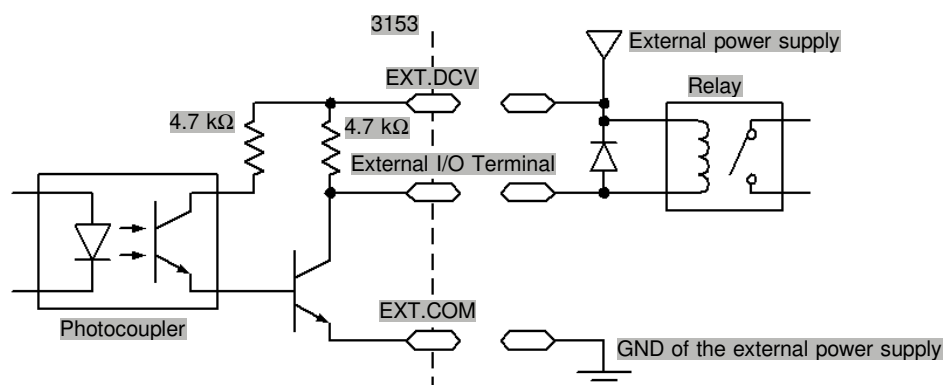 3153
External power supply
EXT.DCV
Relay
4.7 kΩ
4.7 kΩ
External I/O Terminal
EXT.COM
Photocoupler
GND of the external power supply